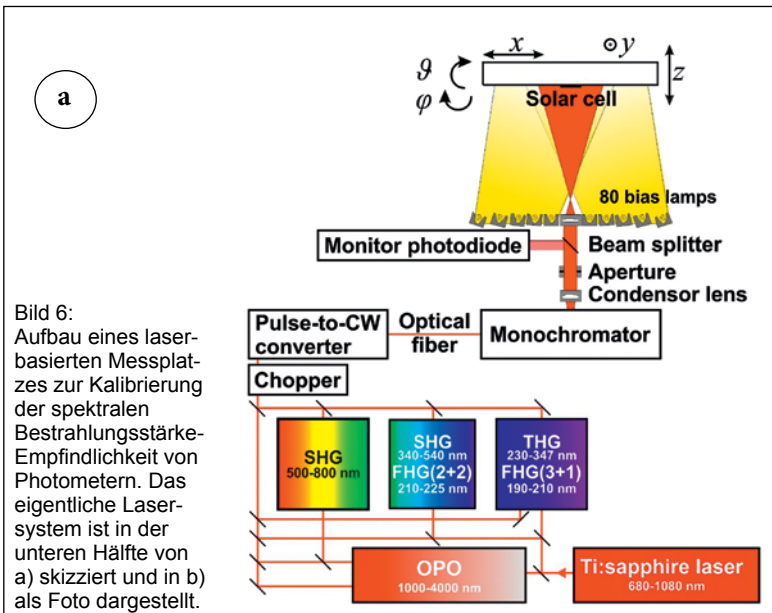 a
x
y
z
ϑ
φ
Solar cell
80 bias lamps
Monitor photodiode
Beam splitter
Aperture
Condensor lens
Pulse-to-CW
converter
Optical
fiber
Monochromator
Chopper
SHG
500-800 nm
SHG
340-540 nm
FHG(2+2)
210-225 nm
THG
230-347 nm
FHG(3+1)
190-210 nm
OPO
1000-4000 nm
Ti:sapphire laser
680-1080 nm
Bild 6:
Aufbau eines laser-
basierten Messplat-
zes zur Kalibrierung
der spektralen
Bestrahlungsstärke-
Empfindlichkeit von
Photometern. Das
eigentliche Laser-
system ist in der
unteren Hälfte von
a) skizziert und in b)
als Foto dargestellt.